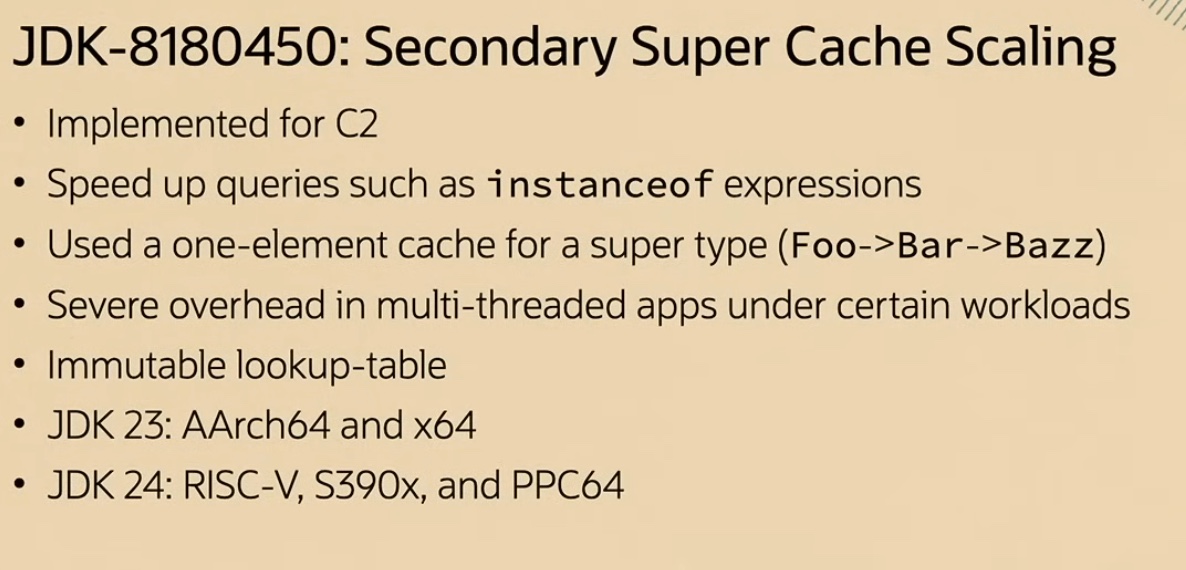 JDK-8180450: Secondary Super Cache Scaling
• Implemented for C2
• Speed up queries such as instanceof expressions
• Used a one-element cache for a super type (Foo->Bar->Bazz)
• Severe overhead in multi-threaded apps under certain workloads
• Immutable lookup-table
• JDK 23: AArch64 and x64
• JDK 24: RISC-V, S390x, and PPC64